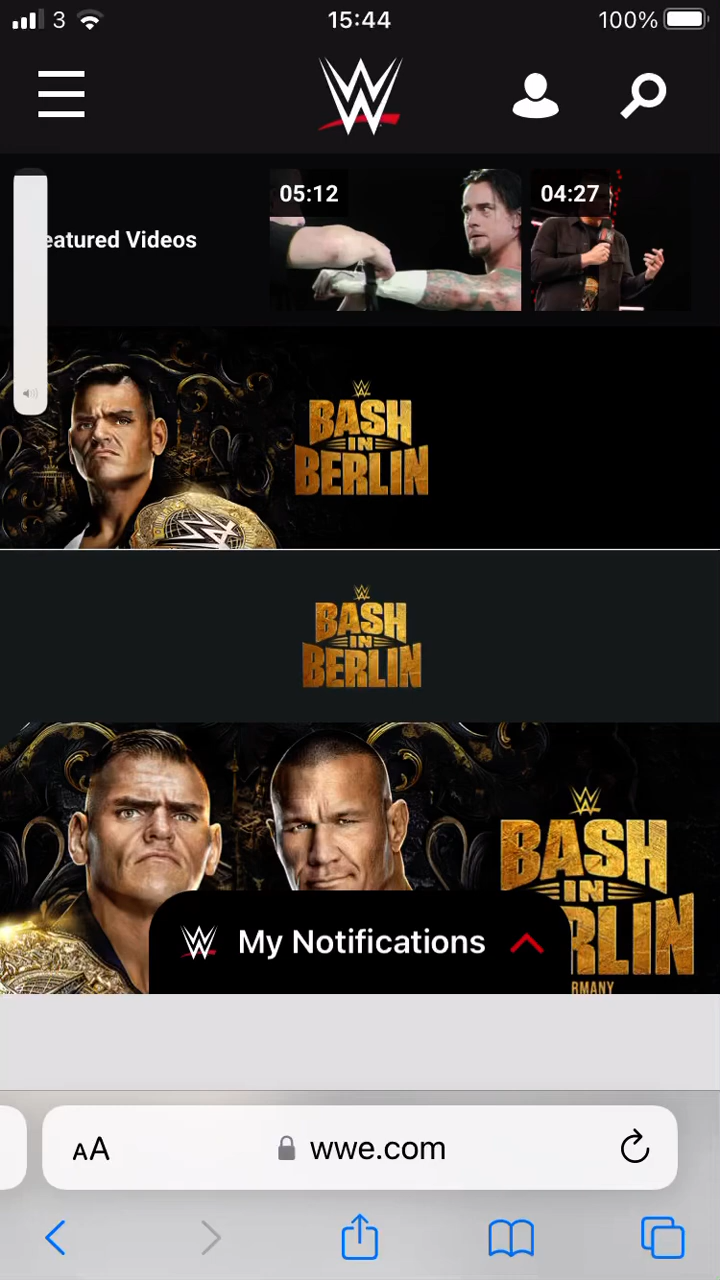 3
15:44
100%
W
eatured Videos
05:12
04:27
W
BASH
IN
BERLIN
W
BASH
IN
BERLIN
W
BASH
IN
RLIN
RMANY
W My Notifications
AA
wwe.com